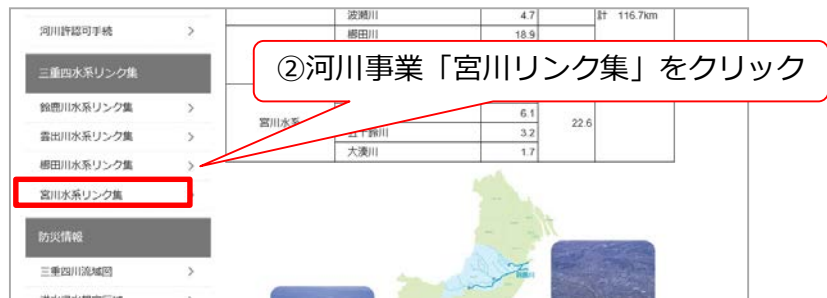 河川許認可手続
三重四水系リンク集
鈴鹿川水系リンク集
雲出川水系リンク集
櫛田川水系リンク集
宮川水系リンク集
防災情報
三重四川流域図
波瀬川 4.7 計 116.7km
櫛田川 18.9
②河川事業「宮川リンク集」をクリック
宮川水系 6.1 22.6
五十鈴川 3.2
大湊川 1.7